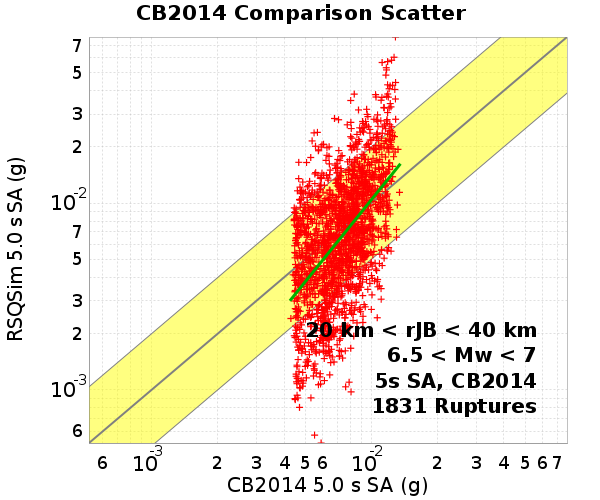 CB2014 Comparison Scatter
7
5
3
2
10-2
7
5
3
2
10-3
6
RSQSim 5.0 s SA (g)
20 km < rJB < 40 km
6.5 < Mw < 7
5s SA, CB2014
1831 Ruptures
6 10-3 2 3 4 5 6 10-2 2 3 4 5 6 7
CB2014 5.0 s SA (g)